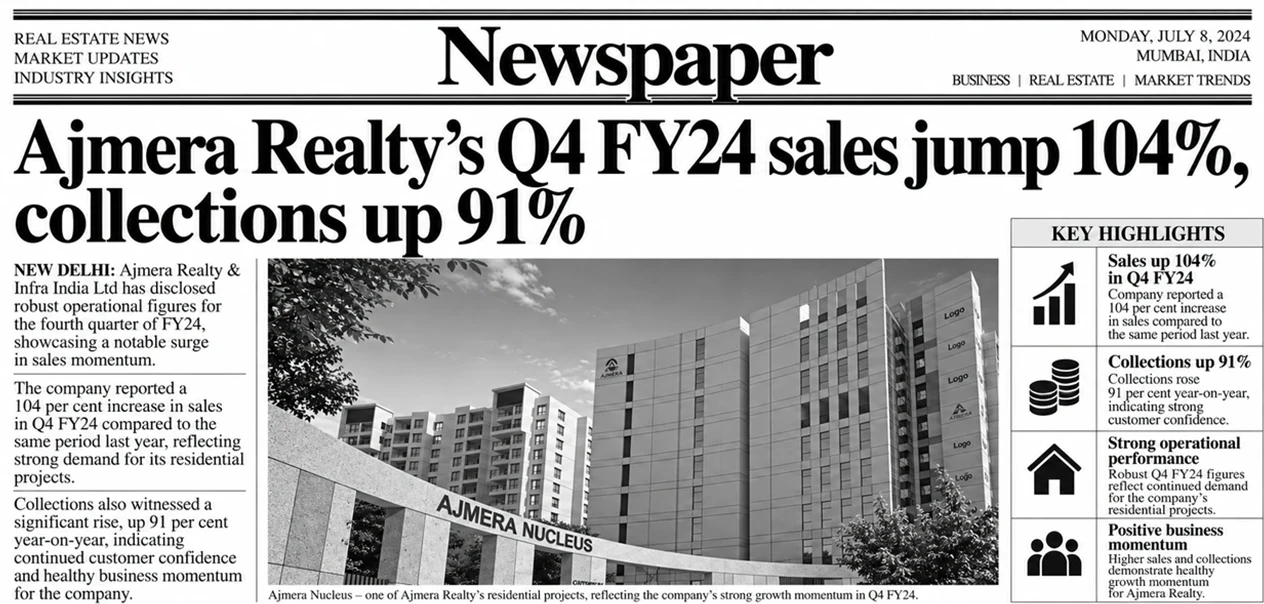 REAL ESTATE NEWS
MARKET UPDATES
INDUSTRY INSIGHTS
Newspaper
MONDAY, JULY 8, 2024
MUMBAI, INDIA
BUSINESS | REAL ESTATE | MARKET TRENDS
Ajmera Realty’s Q4 FY24 sales jump 104%,
collections up 91%
NEW DELHI: Ajmera Realty &
Infra India Ltd has disclosed
robust operational figures for
the fourth quarter of FY24,
showcasing a notable surge
in sales momentum.
The company reported a
104 per cent increase in sales
in Q4 FY24 compared to the
same period last year, reflecting
strong demand for its residential
projects.
Collections also witnessed a
significant rise, up 91 per cent
year-on-year, indicating
continued customer confidence
and healthy business momentum
for the company.
AJMERA
Logo
Logo
Logo
AJMERA
Logo
Logo
AJMERA NUCLEUS
Ajmera Nucleus – one of Ajmera Realty’s residential projects, reflecting the company’s strong growth momentum in Q4 FY24.
KEY HIGHLIGHTS
Sales up 104%
in Q4 FY24
Company reported a
104 per cent increase
in sales compared to
the same period last year.
Collections up 91%
Collections rose
91 per cent year-on-year,
indicating strong
customer confidence.
Strong operational
performance
Robust Q4 FY24 figures
reflect continued demand
for the company’s
residential projects.
Positive business
momentum
Higher sales and collections
demonstrate healthy
growth momentum
for Ajmera Realty.